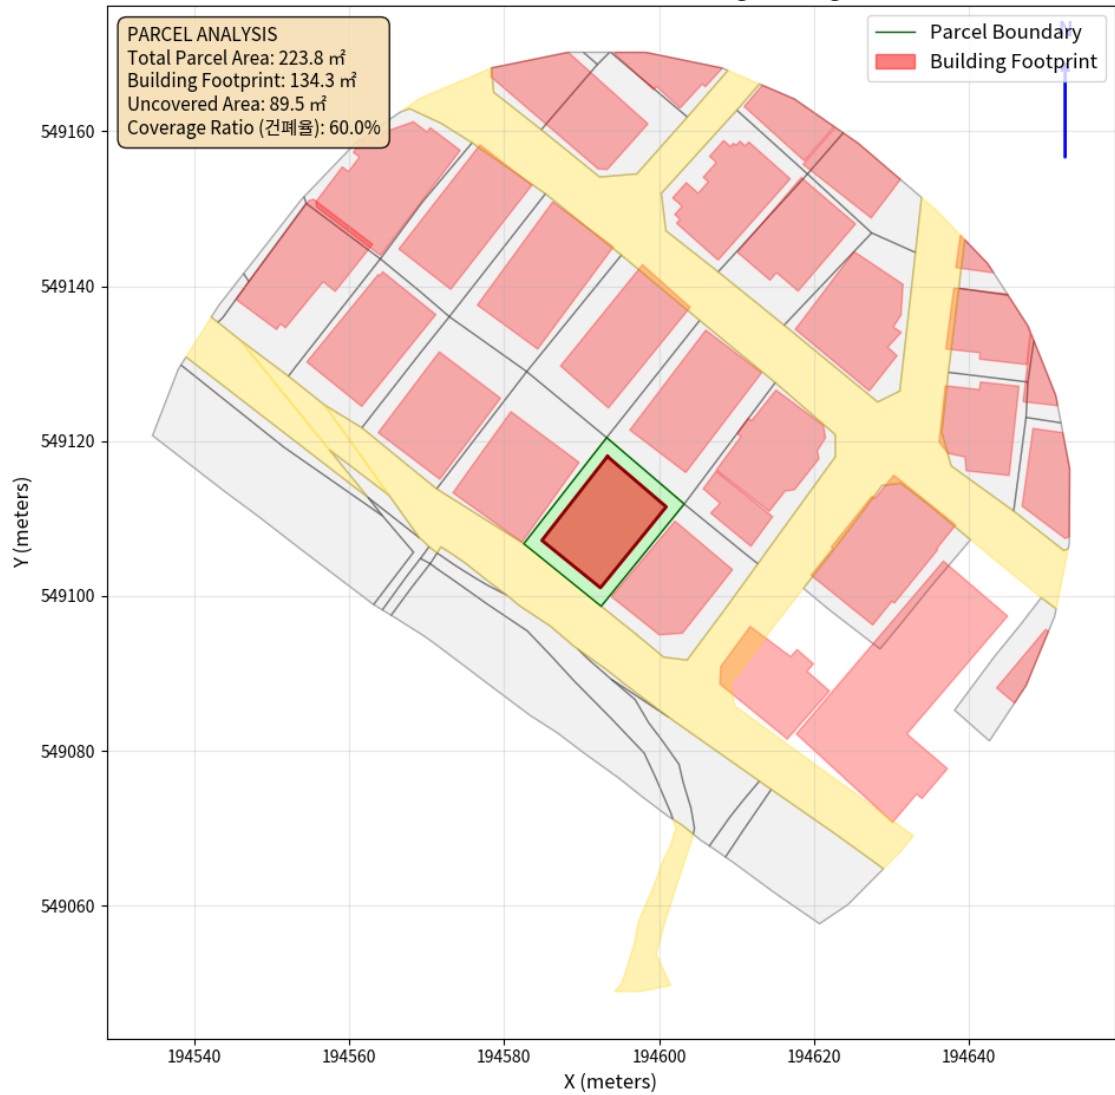 PARCEL ANALYSIS
Total Parcel Area: 223.8 ㎡
Building Footprint: 134.3 ㎡
Uncovered Area: 89.5 ㎡
Coverage Ratio (건폐율): 60.0%
N
Parcel Boundary
Building Footprint
549160
549140
549120
549100
549080
549060
Y (meters)
194540
194560
194580
194600
194620
194640
X (meters)